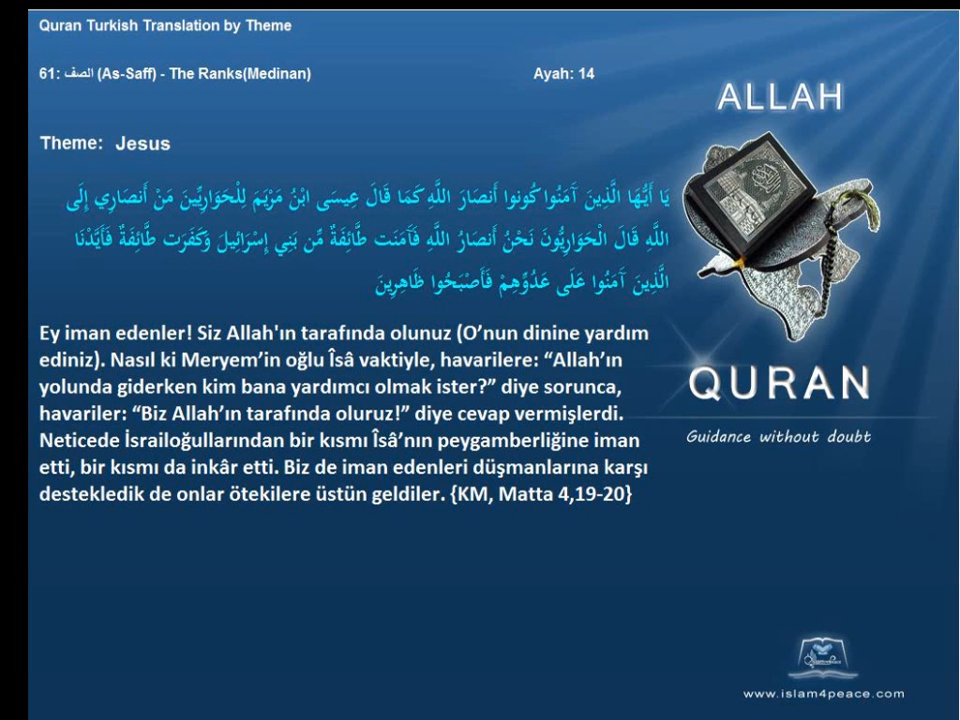 Quran Turkish Translation by Theme
61: الصف (As-Saff) - The Ranks(Medinan)
Ayah: 14
Theme: Jesus
يَا أَيُّهَا الَّذِينَ آَمَنُوا كُونوا أَنصَارَ اللَّهِ كَمَا قَالَ عِيسَى ابْنُ مَرْيَمَ لِلْحَوَارِيِّينَ مَنْ أَنصَارِي إِلَى
اللَّهِ قَالَ الْحَوَارِيُّونَ نَحْنُ أَنصَارُ اللَّهِ فَآَمَنَت طَّائِفَةٌ مِّن بَنِي إِسْرَائِيلَ وَكَفَرَت طَّائِفَةٌ فَأَيَّدْنَا
الَّذِينَ آَمَنُوا عَلَى عَدُوِّهِمْ فَأَصْبَحُوا ظَاهِرِينَ
Ey iman edenler! Siz Allah'ın tarafında olunuz (O’nun dinine yardım
ediniz). Nasıl ki Meryem’in oğlu Îsâ vaktiyle, havarilere: “Allah’ın
yolunda giderken kim bana yardımcı olmak ister?” diye sorunca,
havariler: “Biz Allah’ın tarafında oluruz!” diye cevap vermişlerdi.
Neticede İsrailoğullarından bir kısmı Îsâ’nın peygamberliğine iman
etti, bir kısmı da inkâr etti. Biz de iman edenleri düşmanlarına karşı
destekledik de onlar ötekilere üstün geldiler. {KM, Matta 4,19-20}
ALLAH
QURAN
Guidance without doubt
www.islam4peace.com